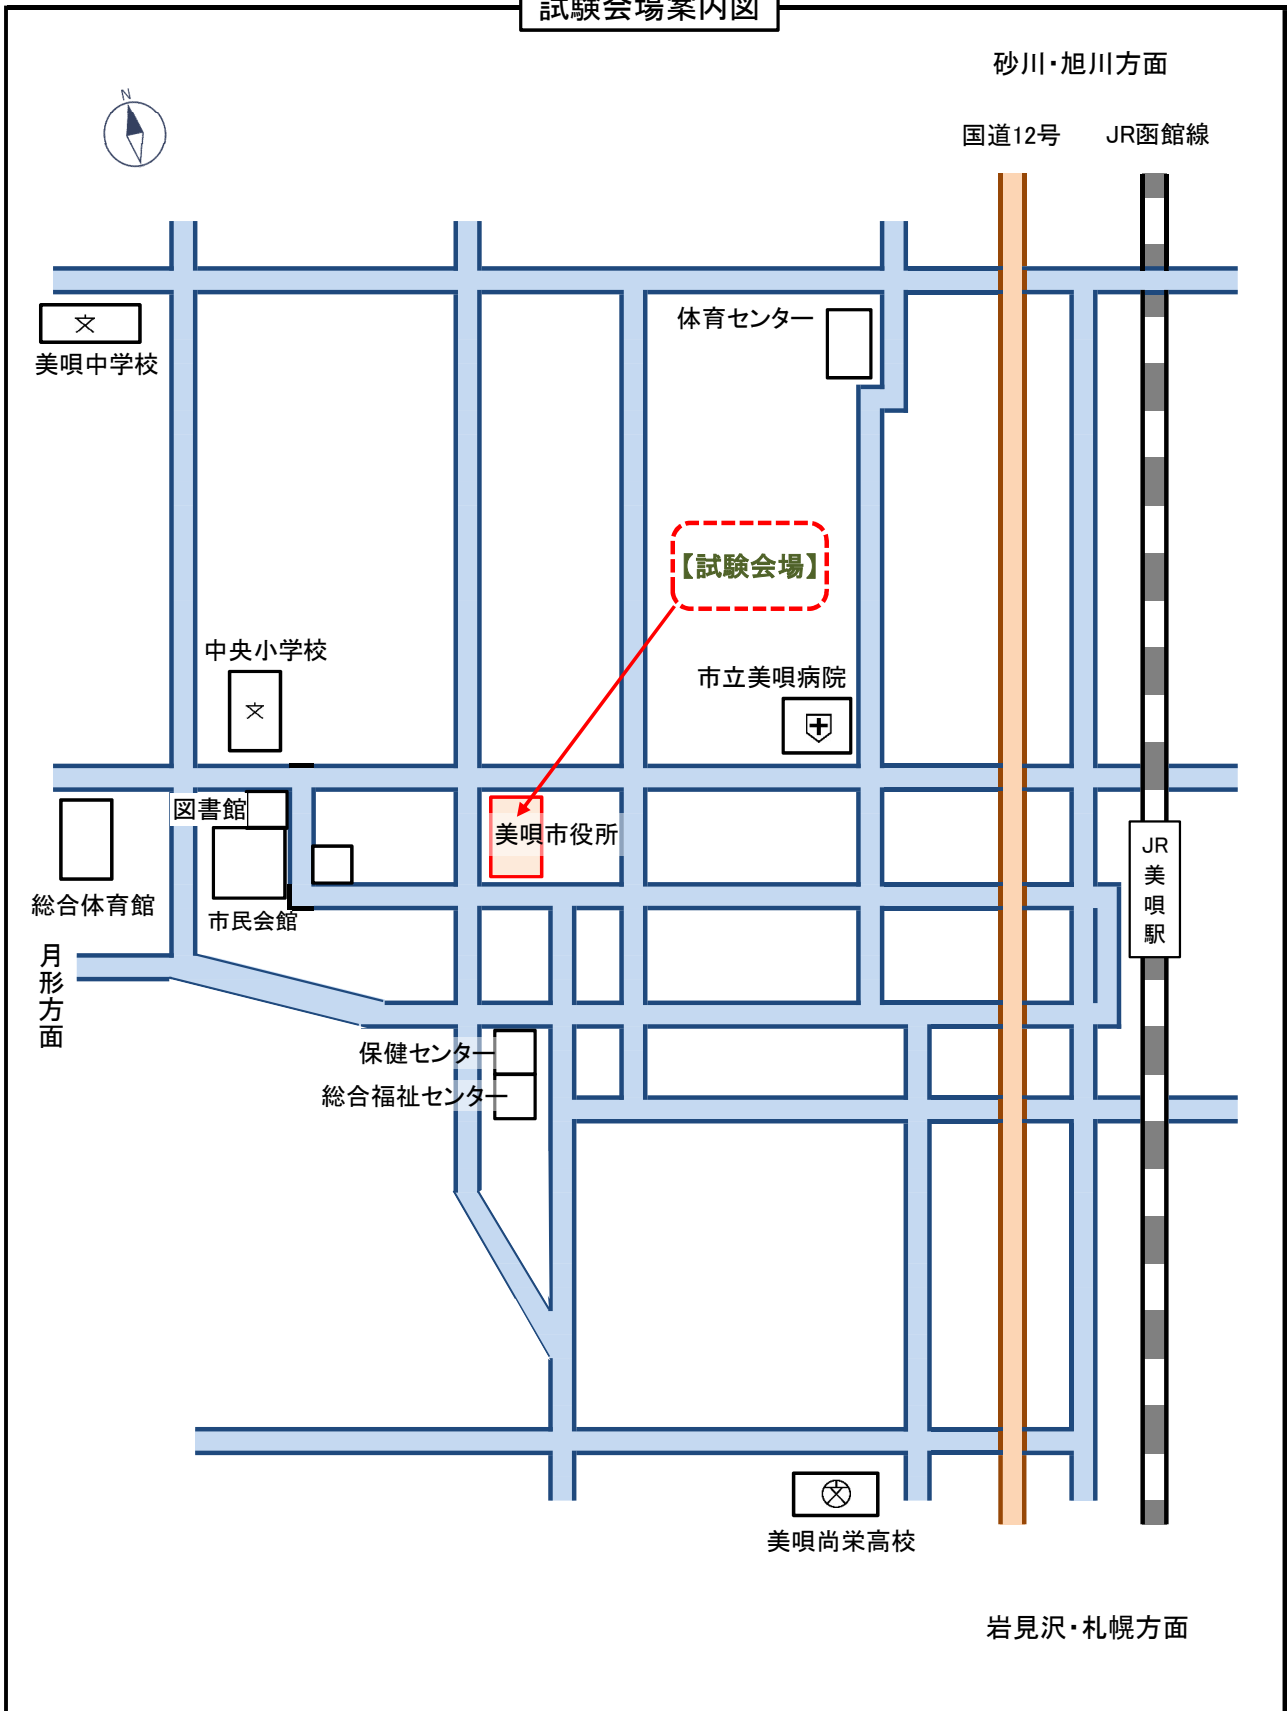 試験会場案内図
砂川・旭川方面
N
国道12号
JR函館線
文
美唄中学校
体育センター
【試験会場】
中央小学校
文
市立美唄病院
図書館
美唄市役所
JR美唄駅
総合体育館
市民会館
月形方面
保健センター
総合福祉センター
文
美唄尚栄高校
岩見沢・札幌方面